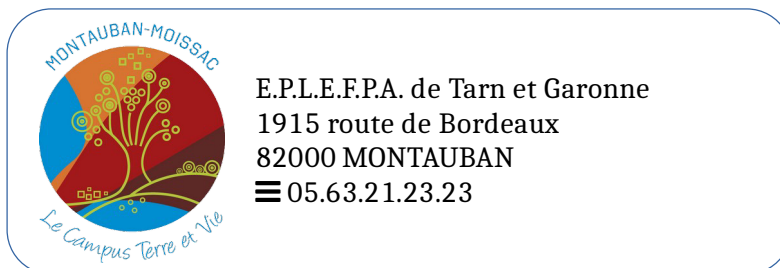 MONTAUBAN-MOISSAC
Le Campus Terre et Vie
E.P.L.E.F.P.A. de Tarn et Garonne
1915 route de Bordeaux
82000 MONTAUBAN
05.63.21.23.23